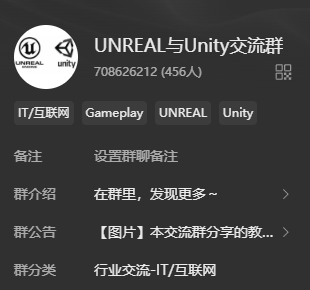 UNREAL
unity
UNREAL与Unity交流群
708626212 (456人)
IT/互联网 Gameplay UNREAL Unity
备注 设置群聊备注
群介绍 在群里，发现更多~
群公告 【图片】本交流群分享的教...
群分类 行业交流-IT/互联网